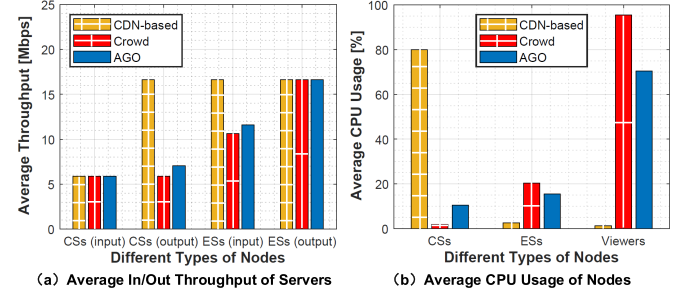 25
20
15
10
5
0
Average Throughput [Mbps]
CDN-based
Crowd
AGO
CSs (input) CSs (output) ESs (input) ESs (output)
Different Types of Nodes
(a) Average In/Out Throughput of Servers
100
80
60
40
20
0
Average CPU Usage [%]
CDN-based
Crowd
AGO
CSs ESs Viewers
Different Types of Nodes
(b) Average CPU Usage of Nodes